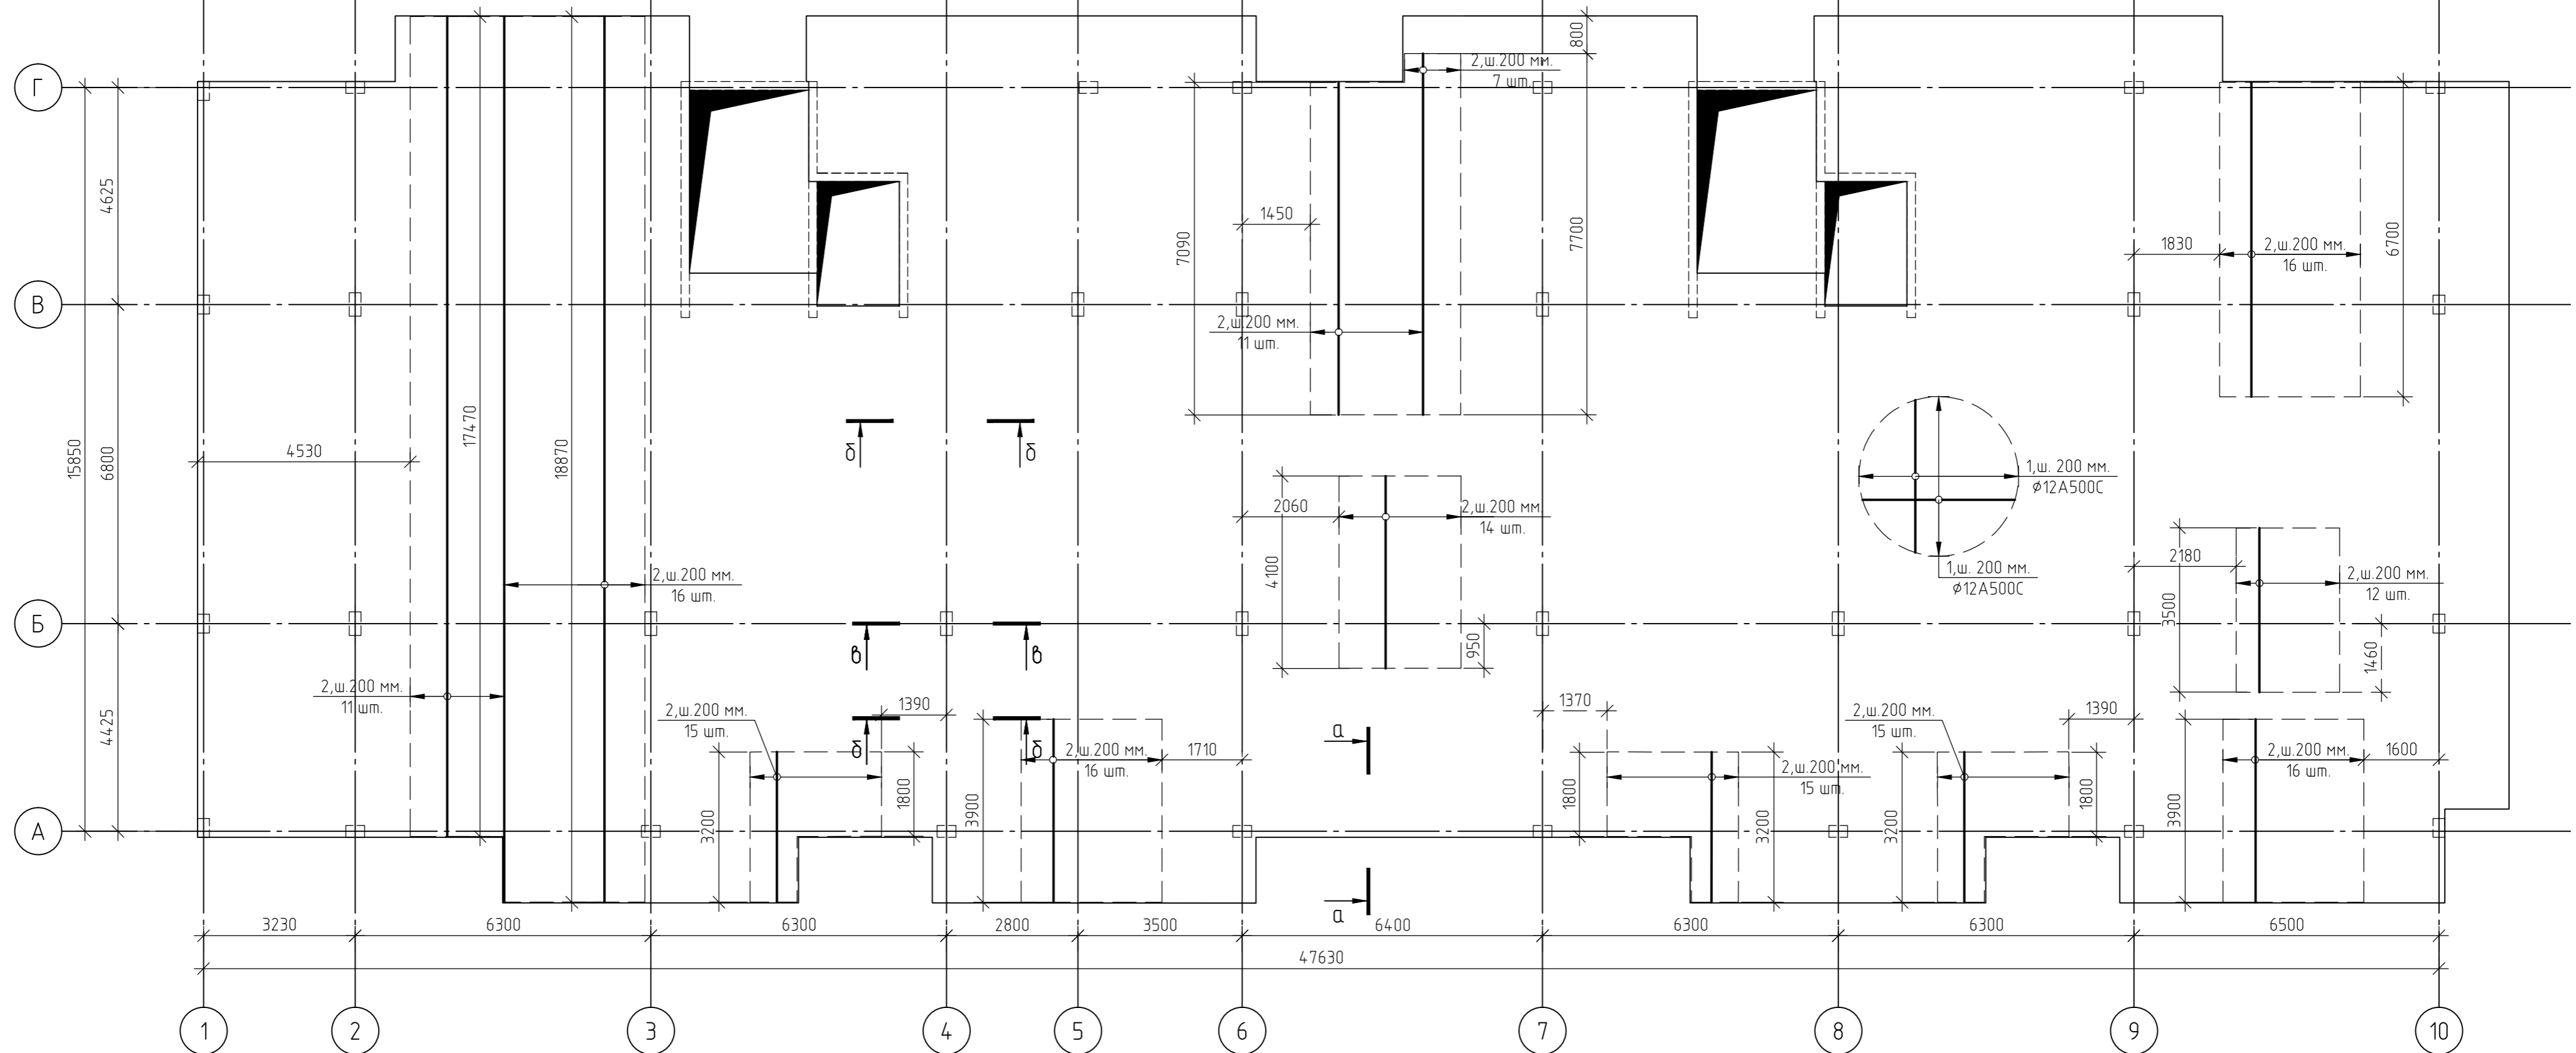 800
2,ш.200 мм.
7 шт.
Г
4625
1450
7090
7700
1830
2,ш.200 мм.
16 шт.
6700
В
2,ш.200 мм.
11 шт.
15850
6800
4530
17470
18870
б
б
2060
2,ш.200 мм.
14 шт.
4100
950
1,ш. 200 мм.
⌀12А500С
1,ш. 200 мм.
⌀12А500С
2180
2,ш.200 мм.
12 шт.
3500
1460
2,ш.200 мм.
16 шт.
Б
в
в
2,ш.200 мм.
11 шт.
4425
2,ш.200 мм.
15 шт.
1390
б
б
3200
1800
3900
2,ш.200 мм.
16 шт.
1710
а
а
1370
1800
2,ш.200 мм.
15 шт.
3200
2,ш.200 мм.
15 шт.
1390
3200
1800
3900
2,ш.200 мм.
16 шт.
1600
А
3230
6300
6300
2800
3500
6400
6300
6300
6500
47630
1
2
3
4
5
6
7
8
9
10